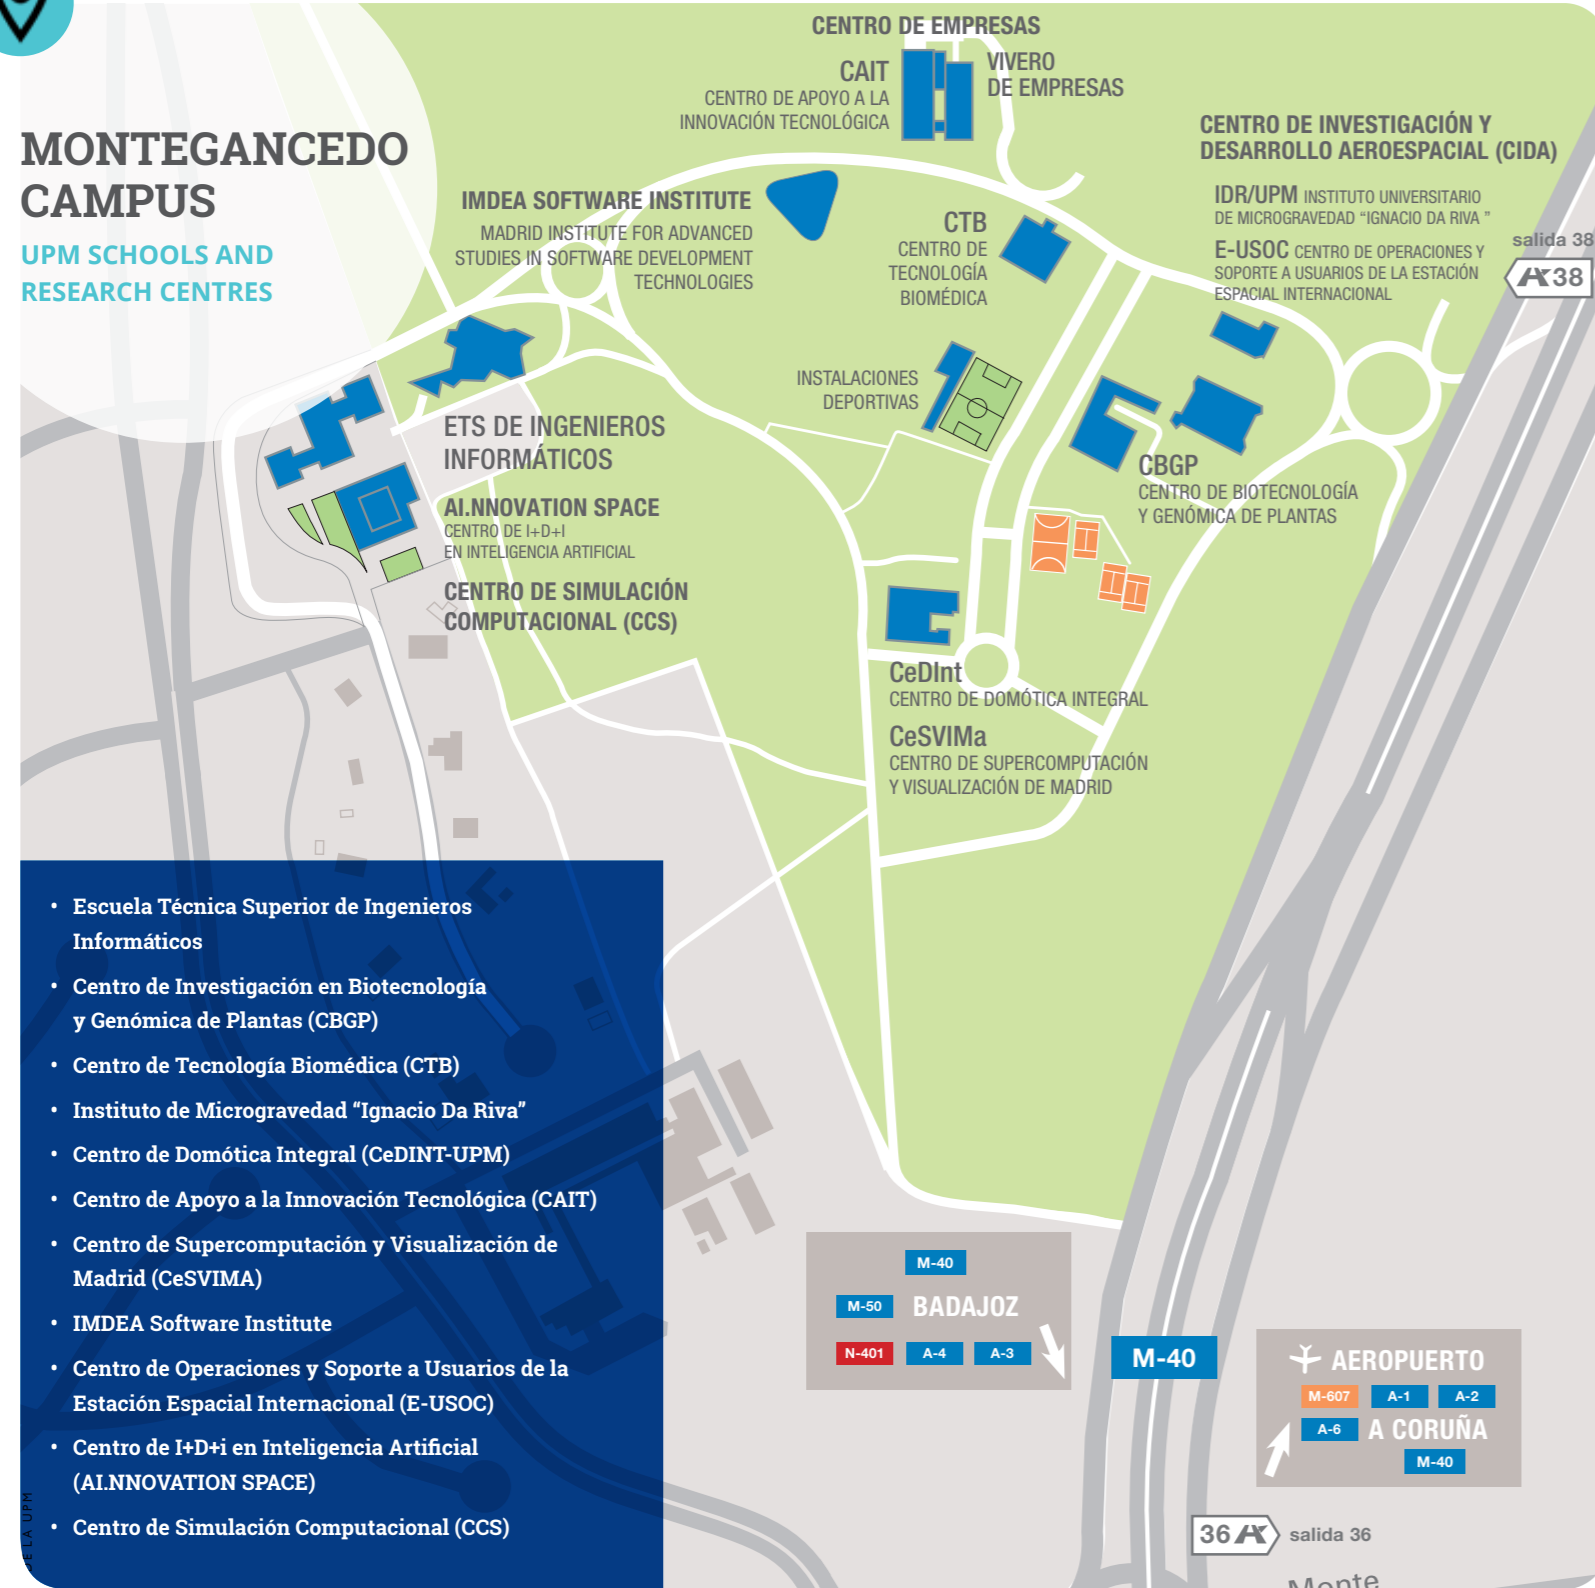 MONTEGANCEDO
CAMPUS
UPM SCHOOLS AND
RESEARCH CENTRES
CENTRO DE EMPRESAS
CAIT
CENTRO DE APOYO A LA
INNOVACIÓN TECNOLÓGICA
VIVERO
DE EMPRESAS
CENTRO DE INVESTIGACIÓN Y
DESARROLLO AEROESPACIAL (CIDA)
IDR/UPM INSTITUTO UNIVERSITARIO
DE MICROGRAVEDAD “IGNACIO DA RIVA ”
E-USOC CENTRO DE OPERACIONES Y
SOPORTE A USUARIOS DE LA ESTACIÓN
ESPACIAL INTERNACIONAL
salida 38
38
IMDEA SOFTWARE INSTITUTE
MADRID INSTITUTE FOR ADVANCED
STUDIES IN SOFTWARE DEVELOPMENT
TECHNOLOGIES
CTB
CENTRO DE
TECNOLOGÍA
BIOMÉDICA
INSTALACIONES
DEPORTIVAS
ETS DE INGENIEROS
INFORMÁTICOS
AI.NNOVATION SPACE
CENTRO DE I+D+I
EN INTELIGENCIA ARTIFICIAL
CENTRO DE SIMULACIÓN
COMPUTACIONAL (CCS)
CBGP
CENTRO DE BIOTECNOLOGÍA
Y GENÓMICA DE PLANTAS
CeDInt
CENTRO DE DOMÓTICA INTEGRAL
CeSVIMa
CENTRO DE SUPERCOMPUTACIÓN
Y VISUALIZACIÓN DE MADRID
• Escuela Técnica Superior de Ingenieros
Informáticos
• Centro de Investigación en Biotecnología
y Genómica de Plantas (CBGP)
• Centro de Tecnología Biomédica (CTB)
• Instituto de Microgravedad “Ignacio Da Riva”
• Centro de Domótica Integral (CeDINT-UPM)
• Centro de Apoyo a la Innovación Tecnológica (CAIT)
• Centro de Supercomputación y Visualización de
Madrid (CeSVIMA)
• IMDEA Software Institute
• Centro de Operaciones y Soporte a Usuarios de la
Estación Espacial Internacional (E-USOC)
• Centro de I+D+i en Inteligencia Artificial
(AI.NNOVATION SPACE)
• Centro de Simulación Computacional (CCS)
DE LA UPM
M-40
M-50 BADAJOZ
N-401 A-4 A-3
M-40
AEROPUERTO
M-607 A-1 A-2
A-6 A CORUÑA
M-40
36 salida 36
Monte